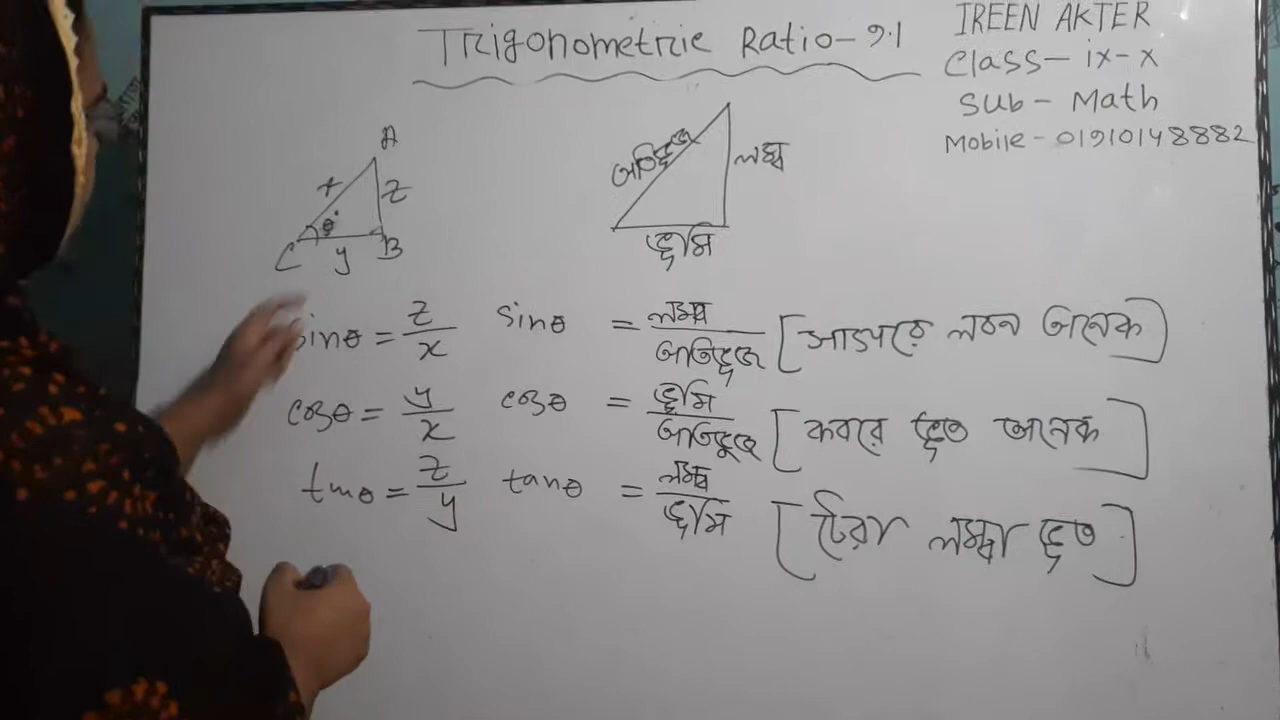 Trigonometric Ratio-9.1
IREEN AKTER
Class- ix-x
Sub- Math
Mobile- 01910148882
A
x
z
θ
C
y
B
অতিভূজ
লম্ব
ভূমি
sinθ = z/x sinθ = লম্ব/অতিভূজ [সাগরে লবন অনেক]
cosθ = y/x cosθ = ভূমি/অতিভূজ [কবরে ভূত অনেক]
tanθ = z/y tanθ = লম্ব/ভূমি [টেরা লম্বা ভূত]